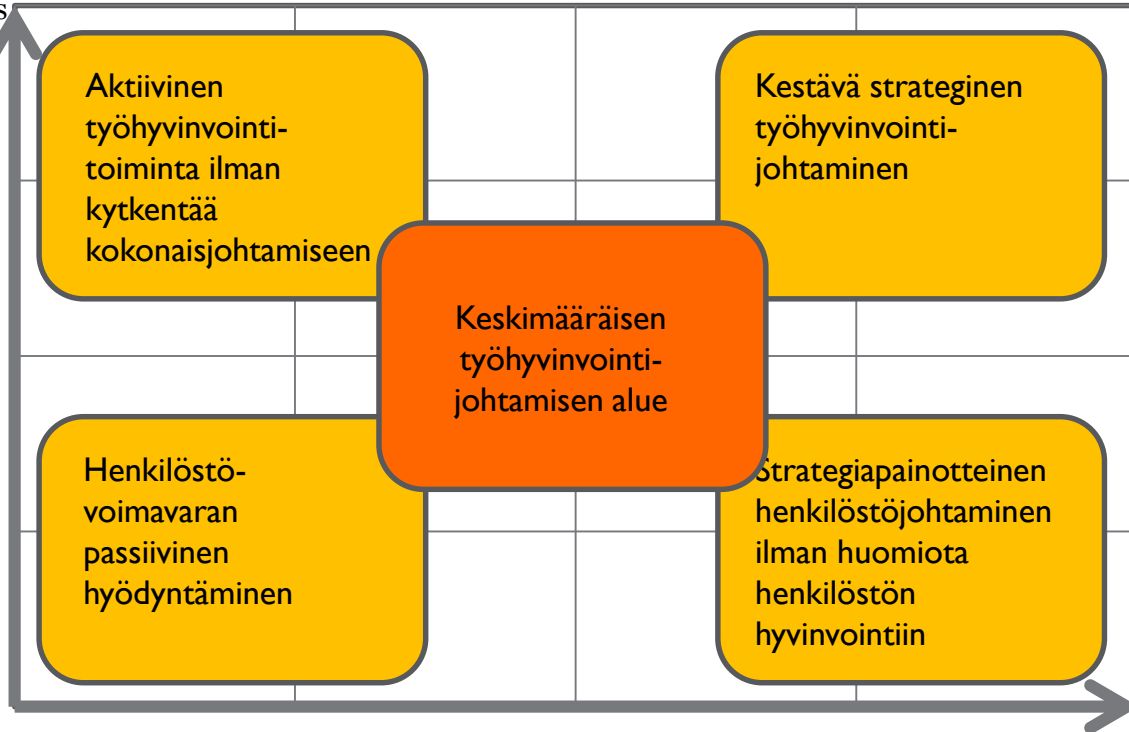 s
Aktiivinen
työhyvinvointi-
toiminta ilman
kytkentää
kokonaisjohtamiseen
Kestävä strateginen
työhyvinvointi-
johtaminen
Keskimääräisen
työhyvinvointi-
johtamisen alue
Henkilöstö-
voimavaran
passiivinen
hyödyntäminen
Strategiapainotteinen
henkilöstöjohtaminen
ilman huomiota
henkilöstön
hyvinvointiin